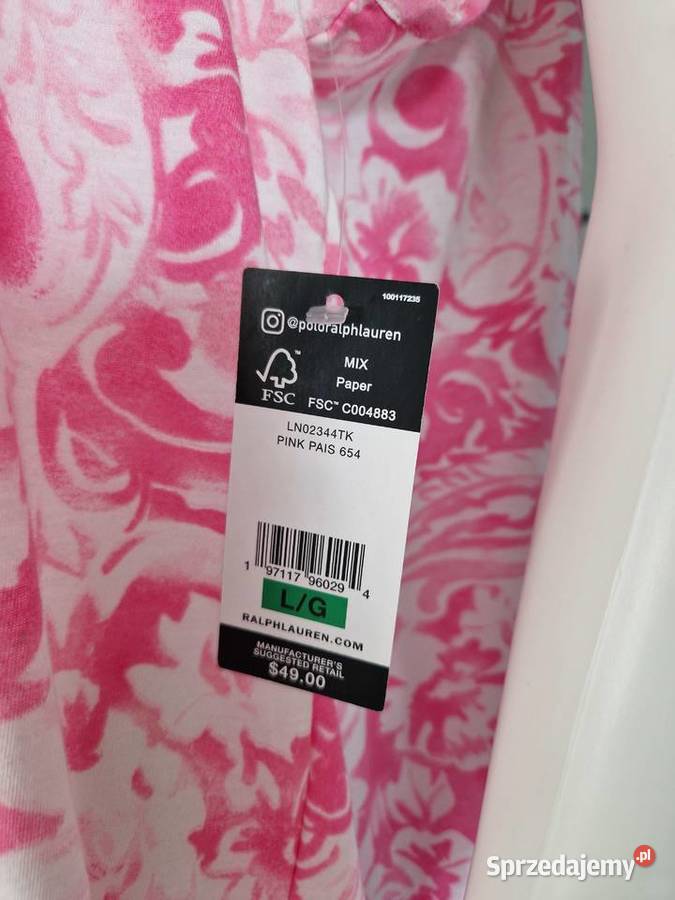 100117235
@poloralphlauren
MIX
Paper
FSC™ C004883
FSC
LN02344TK
PINK PAIS 654
1 97117 96029 4
L/G
RALPHLAUREN.COM
MANUFACTURER'S
SUGGESTED RETAIL
$49.00
Sprzedajemy.pl